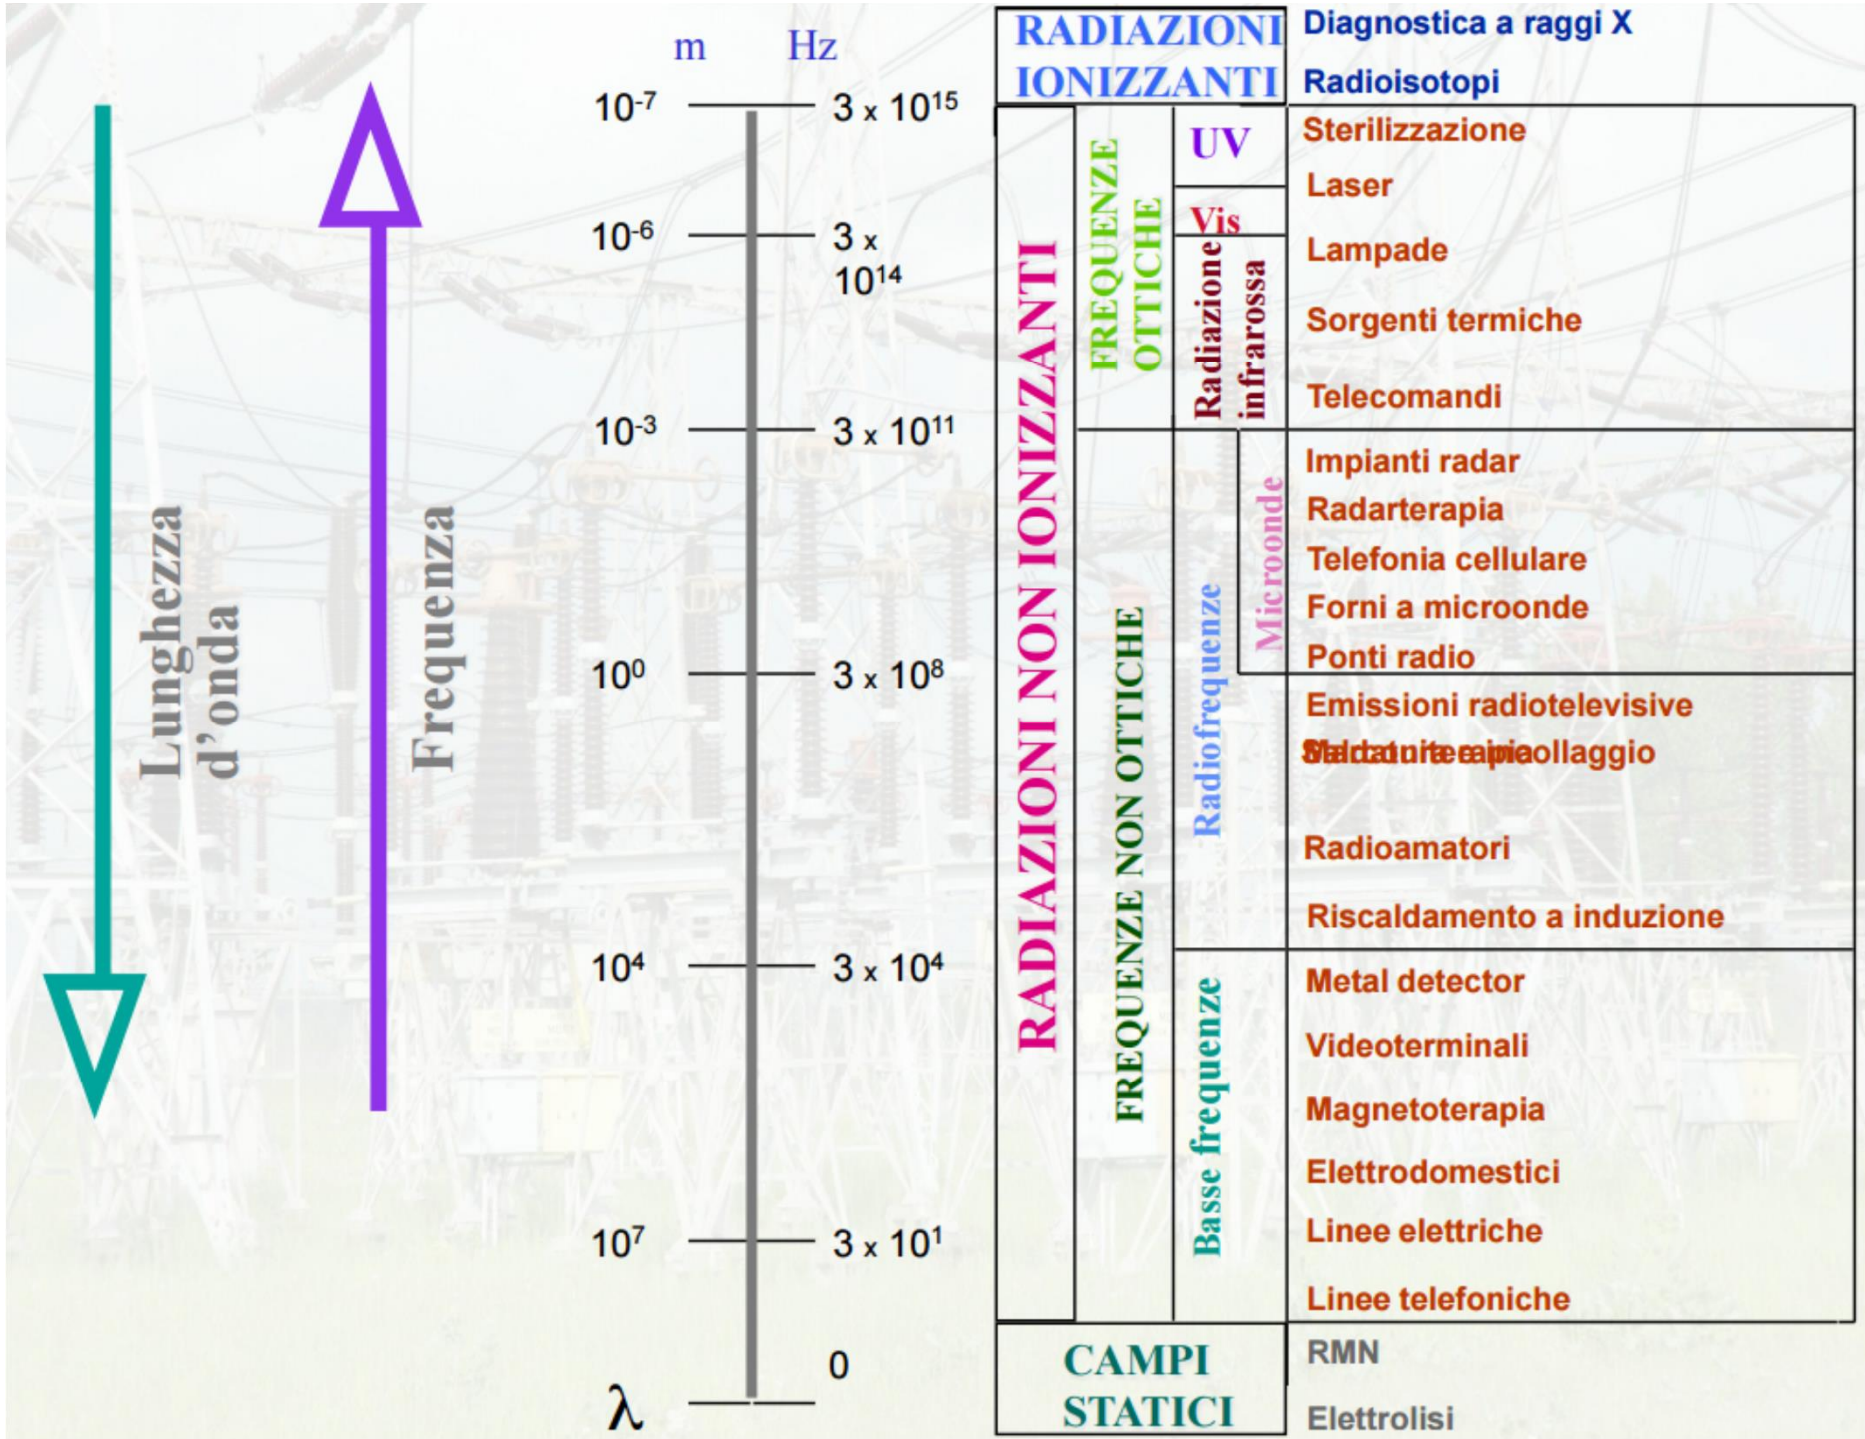 m Hz
10-7 3 x 1015
10-6 3 x
1014
10-3 3 x 1011
100 3 x 108
104 3 x 104
107 3 x 101
0
λ
Lunghezza
d'onda
Frequenza
RADIAZIONI
IONIZZANTI
RADIAZIONI NON IONIZZANTI
FREQUENZE
OTTICHE
FREQUENZE NON OTTICHE
UV
Vis
Radiazione
infrarossa
Radiofrequenze
Microonde
Basse frequenze
CAMPI
STATICI
Diagnostica a raggi X
Radioisotopi
Sterilizzazione
Laser
Lampade
Sorgenti termiche
Telecomandi
Impianti radar
Radarterapia
Telefonia cellulare
Forni a microonde
Ponti radio
Emissioni radiotelevisive
Radioamatori
Riscaldamento a induzione
Metal detector
Videoterminali
Magnetoterapia
Elettrodomestici
Linee elettriche
Linee telefoniche
RMN
Elettrolisi